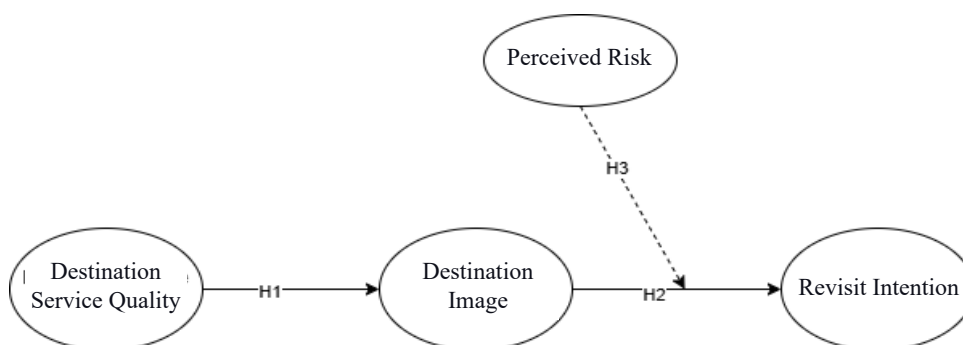 Perceived Risk
H3
Destination
Service Quality
H1
Destination
Image
H2
Revisit Intention